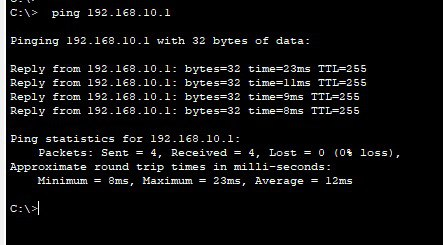 C:\> ping 192.168.10.1
Pinging 192.168.10.1 with 32 bytes of data:
Reply from 192.168.10.1: bytes=32 time=23ms TTL=255
Reply from 192.168.10.1: bytes=32 time=11ms TTL=255
Reply from 192.168.10.1: bytes=32 time=9ms TTL=255
Reply from 192.168.10.1: bytes=32 time=8ms TTL=255
Ping statistics for 192.168.10.1:
Packets: Sent = 4, Received = 4, Lost = 0 (0% loss),
Approximate round trip times in milli-seconds:
Minimum = 8ms, Maximum = 23ms, Average = 12ms
C:\>